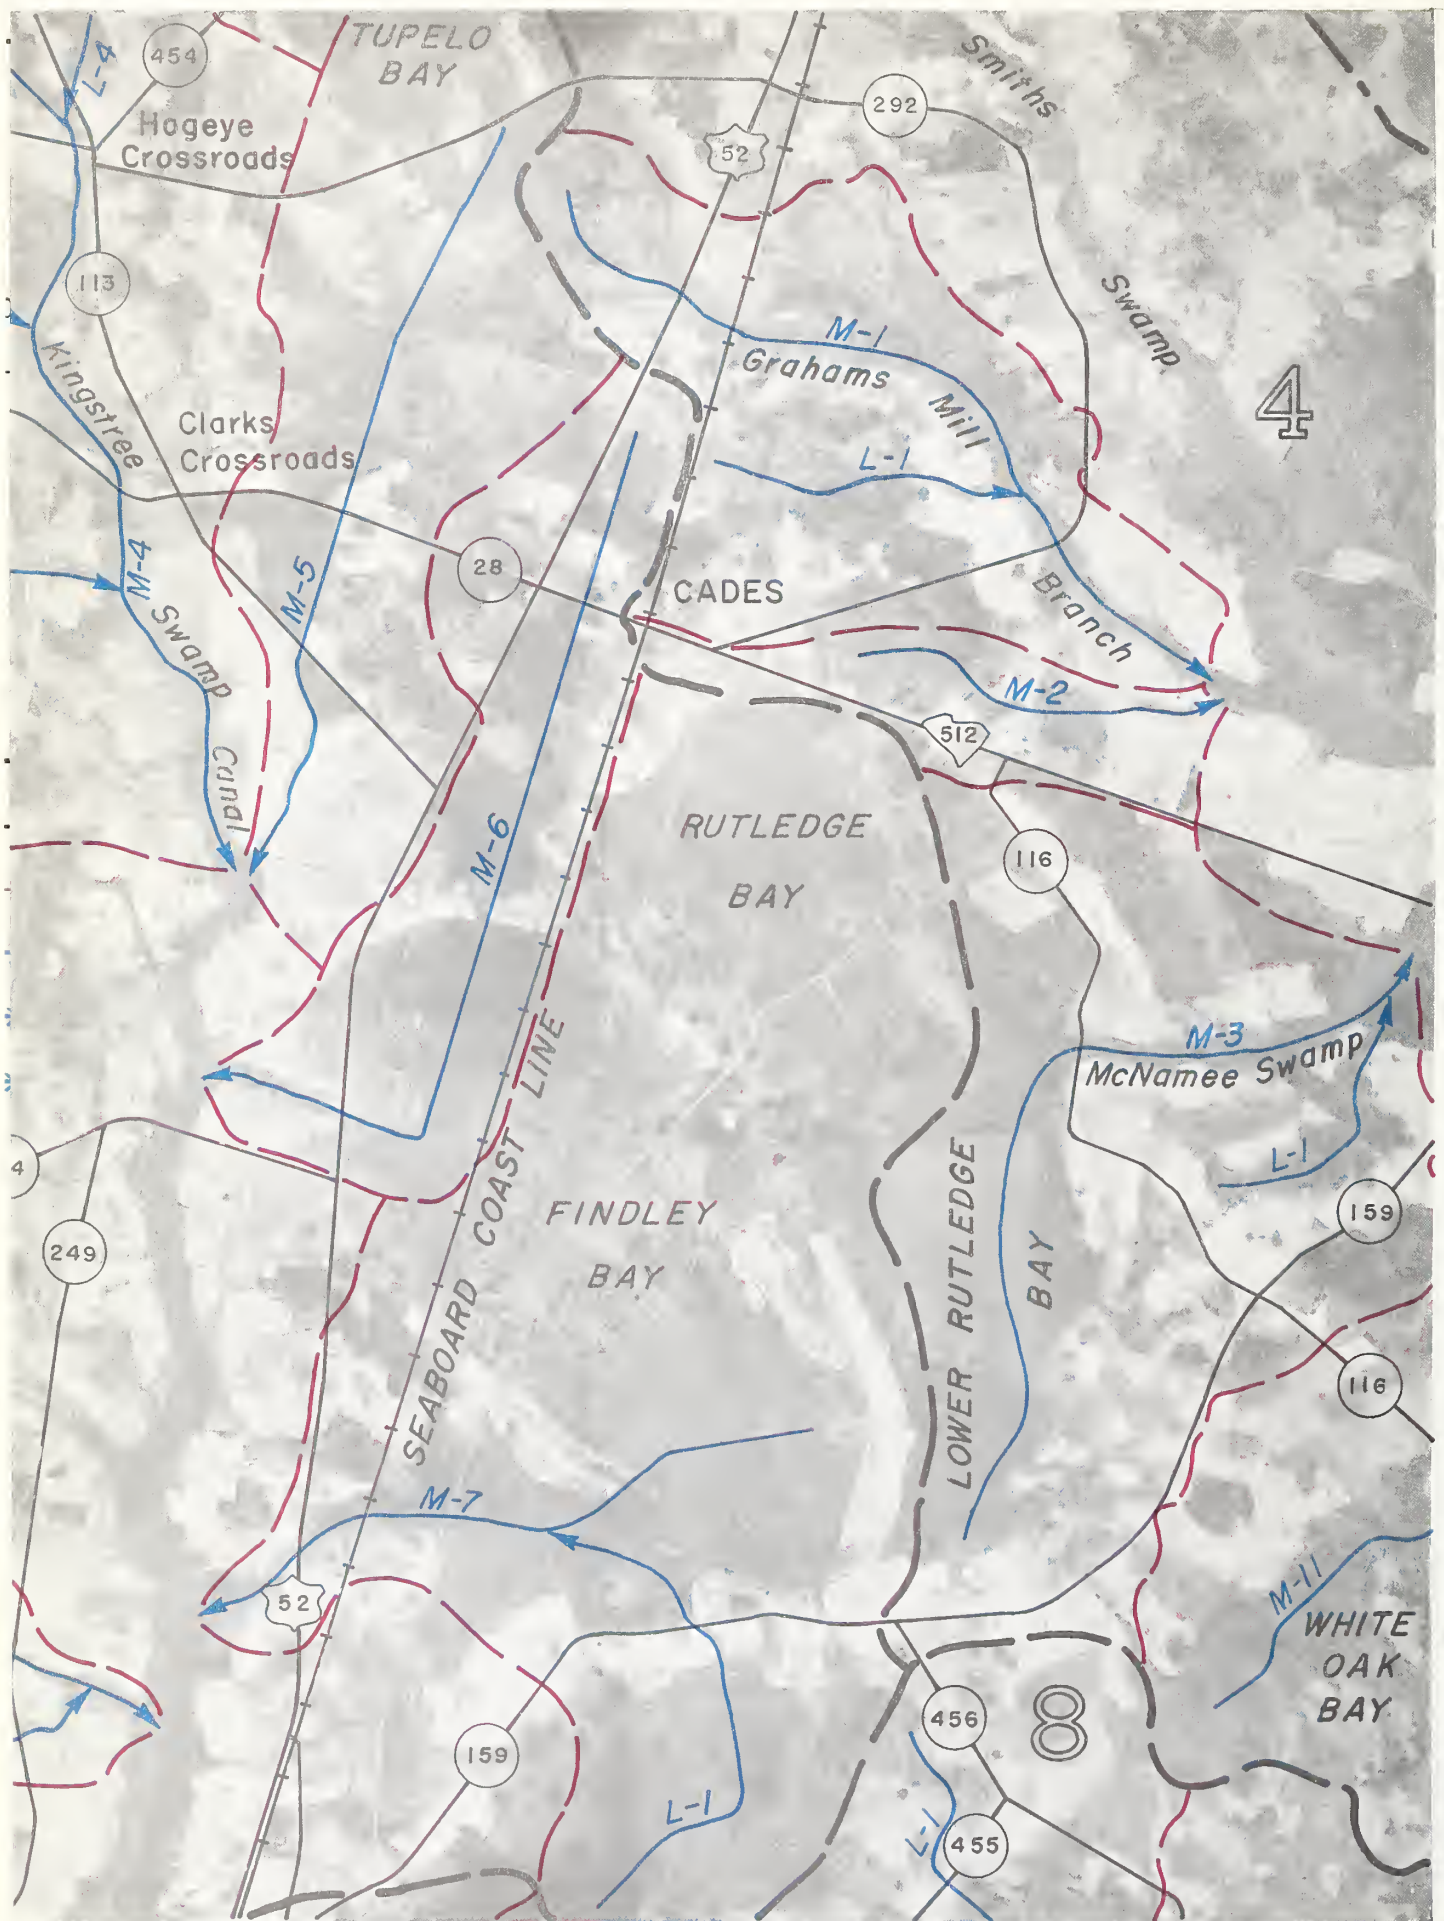 TUPELO
BAY
Smiths
Swamp
L-4
454
292
52
Hogeye
Crossroads
113
M-1
Grahams
Mill
Branch
4
Kingstree
Swamp
Canal
Clarks
Crossroads
L-1
M-4
M-5
28
CADES
M-2
512
RUTLEDGE
BAY
M-6
116
M-3
McNamee Swamp
L-1
SEABOARD COAST LINE
4
249
FINDLEY
BAY
LOWER RUTLEDGE
BAY
159
116
M-7
52
M-11
WHITE
OAK
BAY
456
8
159
L-1
L-1
455